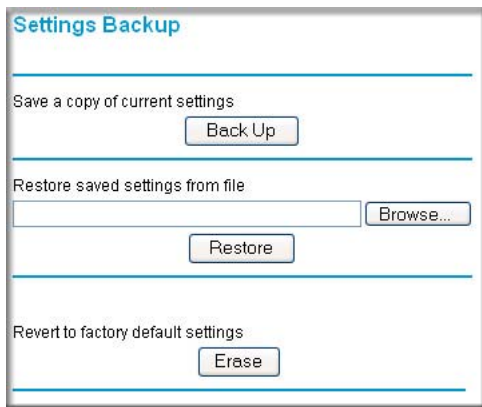 Settings Backup
Save a copy of current settings
Back Up
Restore saved settings from file
Browse...
Restore
Revert to factory default settings
Erase